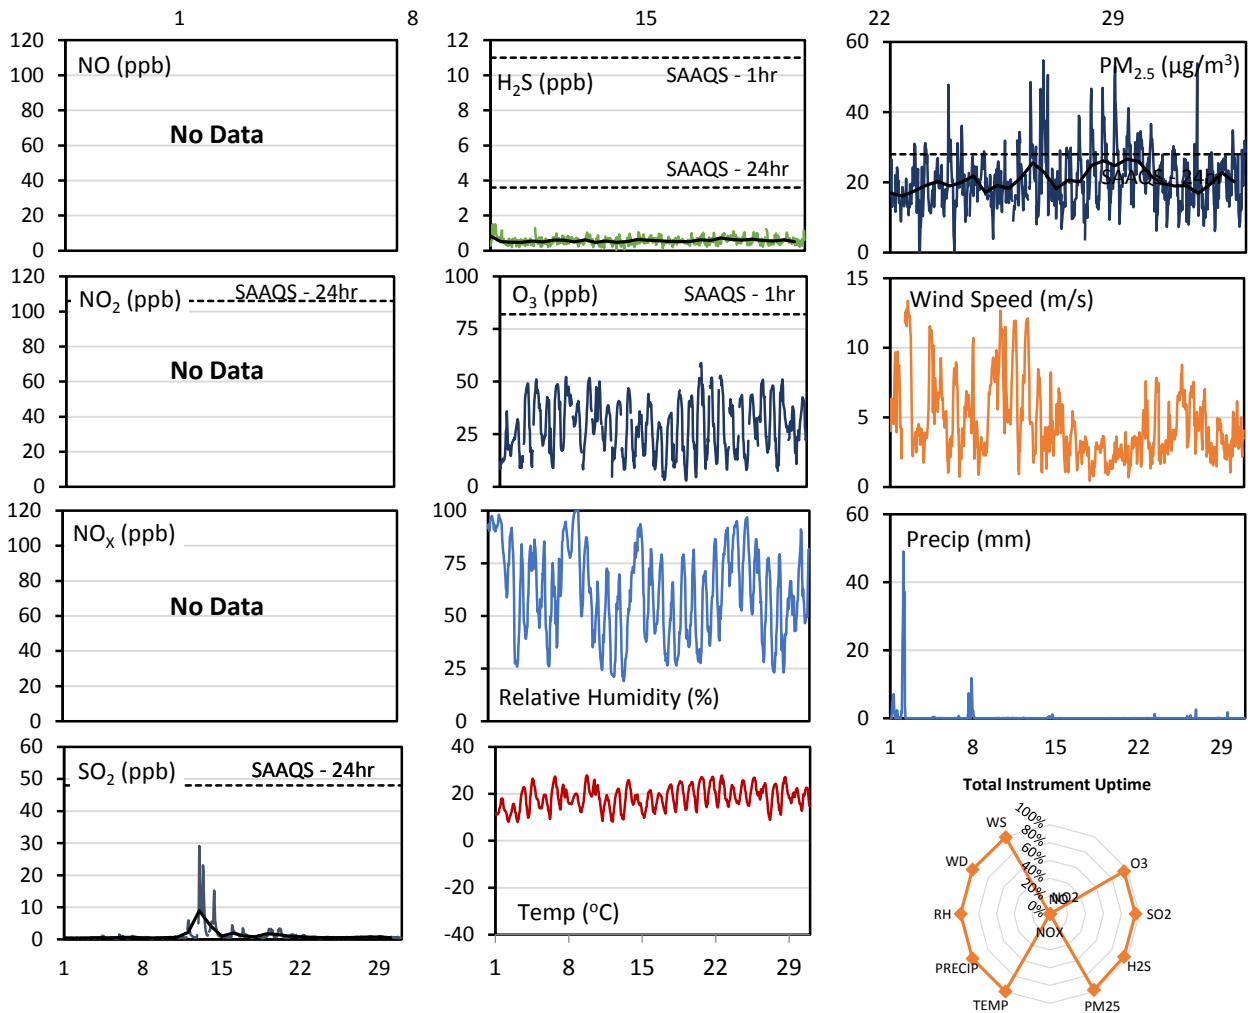 1 8 15 22 29
NO (ppb)
No Data
120
100
80
60
40
20
0
H2S (ppb)
SAAQS - 1hr
SAAQS - 24hr
12
10
8
6
4
2
0
PM2.5 (µg/m3)
SAAQS - 24hr
60
40
20
0
NO2 (ppb)
SAAQS - 24hr
No Data
120
100
80
60
40
20
0
O3 (ppb)
SAAQS - 1hr
100
75
50
25
0
Wind Speed (m/s)
15
10
5
0
NOX (ppb)
No Data
120
100
80
60
40
20
0
100
75
50
25
0
Relative Humidity (%)
Precip (mm)
60
40
20
0
1 8 15 22 29
SO2 (ppb)
SAAQS - 24hr
60
50
40
30
20
10
0
1 8 15 22 29
40
20
0
-20
-40
Temp (oC)
1 8 15 22 29
Total Instrument Uptime
100%
80%
60%
40%
20%
0%
NO
NO2
O3
SO2
H2S
PM25
NOX
TEMP
PRECIP
RH
WD
WS